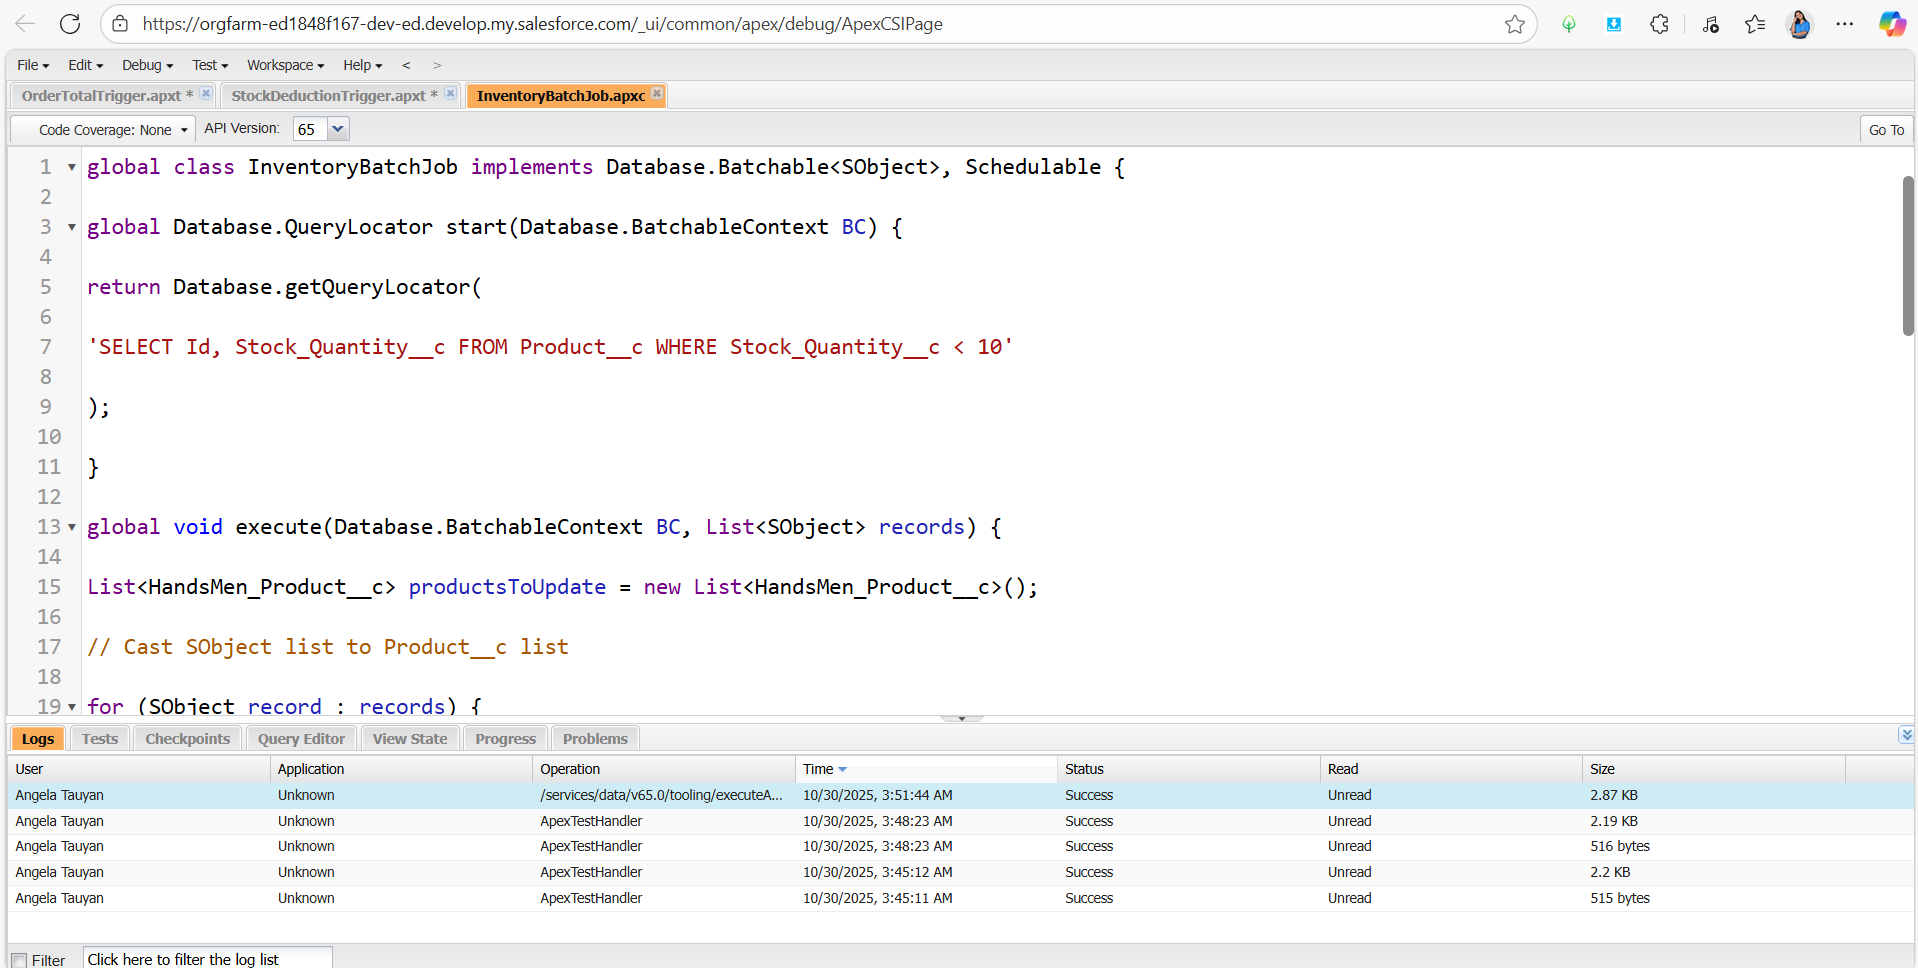 https://orgfarm-ed1848f167-dev-ed.develop.my.salesforce.com/_ui/common/apex/debug/ApexCSIPage
File Edit Debug Test Workspace Help < >
OrderTotalTrigger.apxt * StockDeductionTrigger.apxt * InventoryBatchJob.apxc
Code Coverage: None API Version: 65 Go To
1 global class InventoryBatchJob implements Database.Batchable<SObject>, Schedulable {
2
3 global Database.QueryLocator start(Database.BatchableContext BC) {
4
5 return Database.getQueryLocator(
6
7 'SELECT Id, Stock_Quantity__c FROM Product__c WHERE Stock_Quantity__c < 10'
8
9 );
10
11 }
12
13 global void execute(Database.BatchableContext BC, List<SObject> records) {
14
15 List<HandsMen_Product__c> productsToUpdate = new List<HandsMen_Product__c>();
16
17 // Cast SObject list to Product__c list
18
19 for (SObject record : records) {
Logs Tests Checkpoints Query Editor View State Progress Problems
User Application Operation Time Status Read Size
Angela Tauyan Unknown /services/data/v65.0/tooling/executeA... 10/30/2025, 3:51:44 AM Success Unread 2.87 KB
Angela Tauyan Unknown ApexTestHandler 10/30/2025, 3:48:23 AM Success Unread 2.19 KB
Angela Tauyan Unknown ApexTestHandler 10/30/2025, 3:48:23 AM Success Unread 516 bytes
Angela Tauyan Unknown ApexTestHandler 10/30/2025, 3:45:12 AM Success Unread 2.2 KB
Angela Tauyan Unknown ApexTestHandler 10/30/2025, 3:45:11 AM Success Unread 515 bytes
Filter Click here to filter the log list